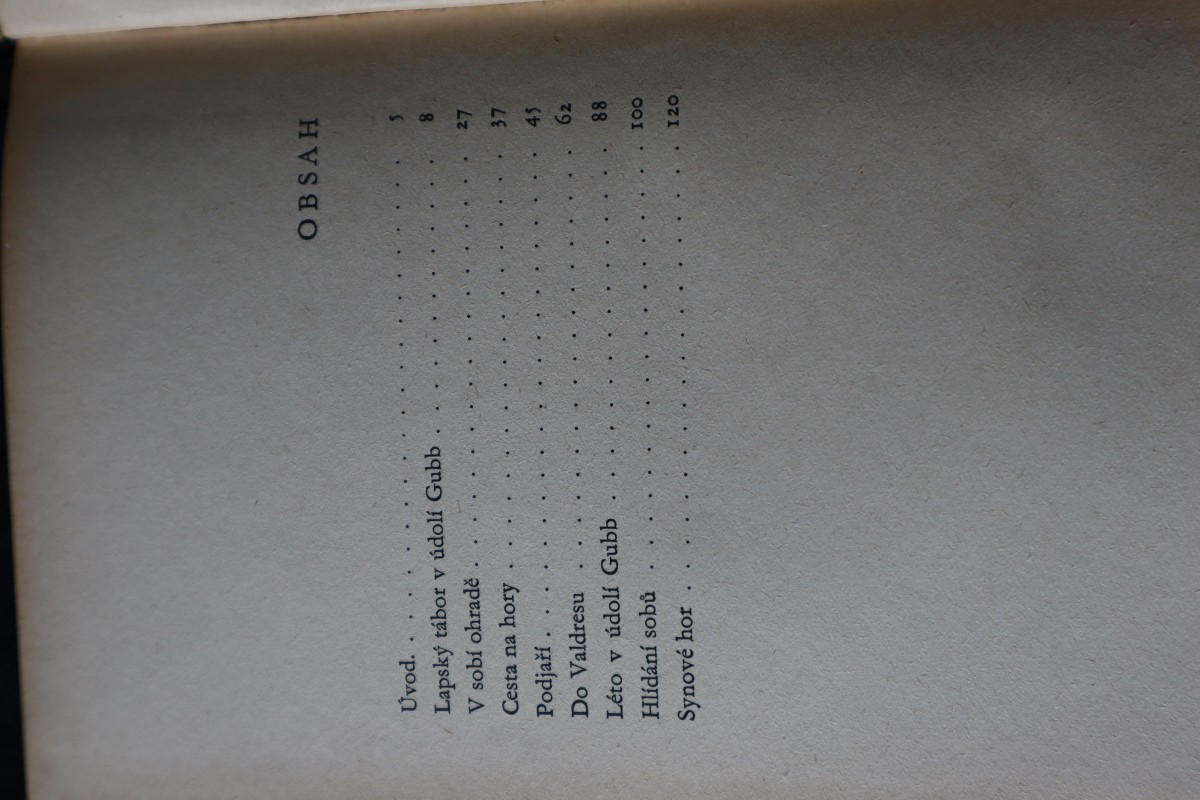 OBSAH
Úvod. . . . . . . . . . . . . . . . . . 5
Lapský tábor v údolí Gubb . . . . . . . . . . 8
V sobí ohradě . . . . . . . . . . . . . . 27
Cesta na hory . . . . . . . . . . . . . . 37
Podjaří . . . . . . . . . . . . . . . . 45
Do Valdresu . . . . . . . . . . . . . . 62
Léto v údolí Gubb . . . . . . . . . . . . 88
Hlídání sobů . . . . . . . . . . . . . . 100
Synové hor . . . . . . . . . . . . . . . 120